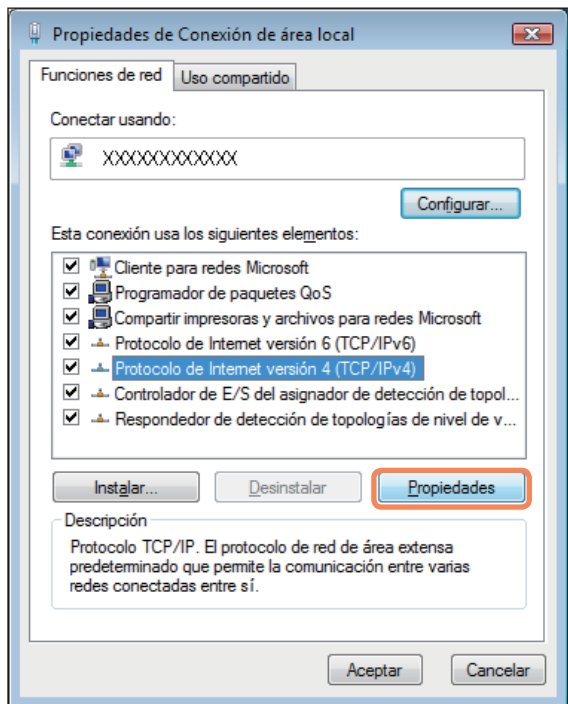 Propiedades de Conexión de área local
Funciones de red
Uso compartido
Conectar usando:
XXXXXXXXXXXX
Configurar...
Esta conexión usa los siguientes elementos:
Cliente para redes Microsoft
Programador de paquetes QoS
Compartir impresoras y archivos para redes Microsoft
Protocolo de Internet versión 6 (TCP/IPv6)
Protocolo de Internet versión 4 (TCP/IPv4)
Controlador de E/S del asignador de detección de topol...
Respondedor de detección de topologías de nivel de v...
Instalar...
Desinstalar
Propiedades
Descripción
Protocolo TCP/IP. El protocolo de red de área extensa
predeterminado que permite la comunicación entre varias
redes conectadas entre sí.
Aceptar
Cancelar